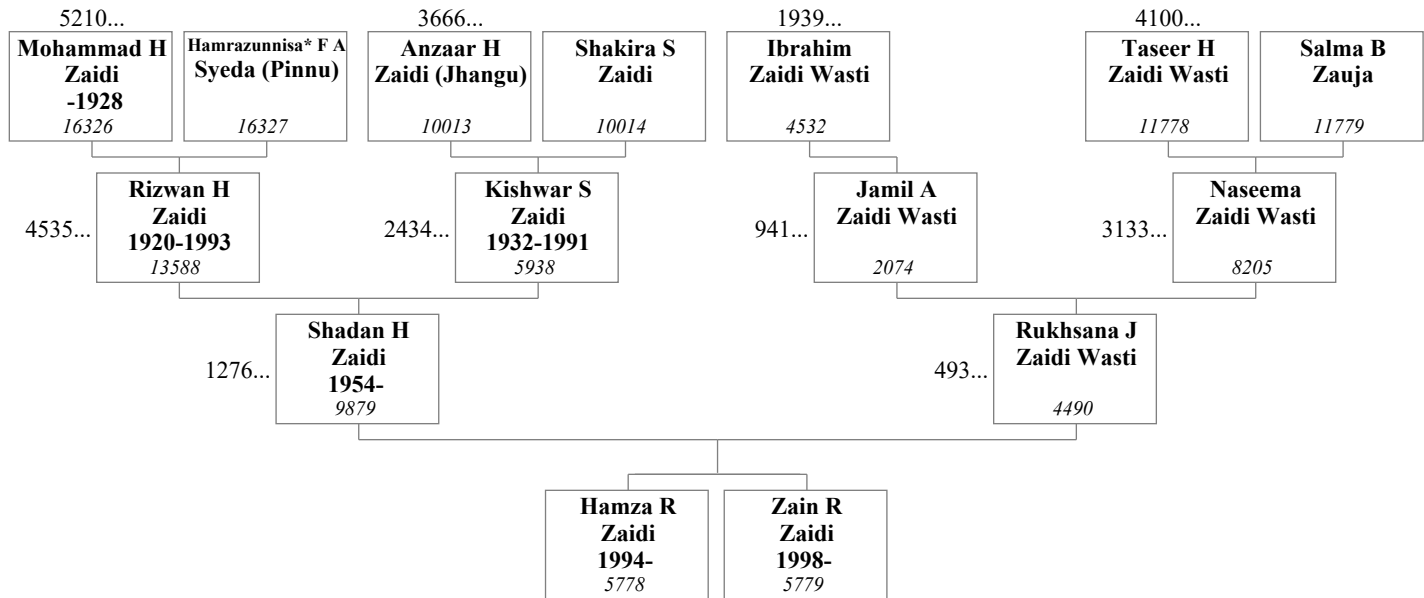 5210...
3666...
1939...
4100...
Mohammad H
Zaidi
-1928
16326
Hamrazunnisa* F A
Syeda (Pinnu)
16327
Anzaar H
Zaidi (Jhangu)
10013
Shakira S
Zaidi
10014
Ibrahim
Zaidi Wasti
4532
Taseer H
Zaidi Wasti
11778
Salma B
Zauja
11779
4535...
Rizwan H
Zaidi
1920-1993
13588
2434...
Kishwar S
Zaidi
1932-1991
5938
941...
Jamil A
Zaidi Wasti
2074
3133...
Naseema
Zaidi Wasti
8205
1276...
Shadan H
Zaidi
1954-
9879
493...
Rukhsana J
Zaidi Wasti
4490
Hamza R
Zaidi
1994-
5778
Zain R
Zaidi
1998-
5779